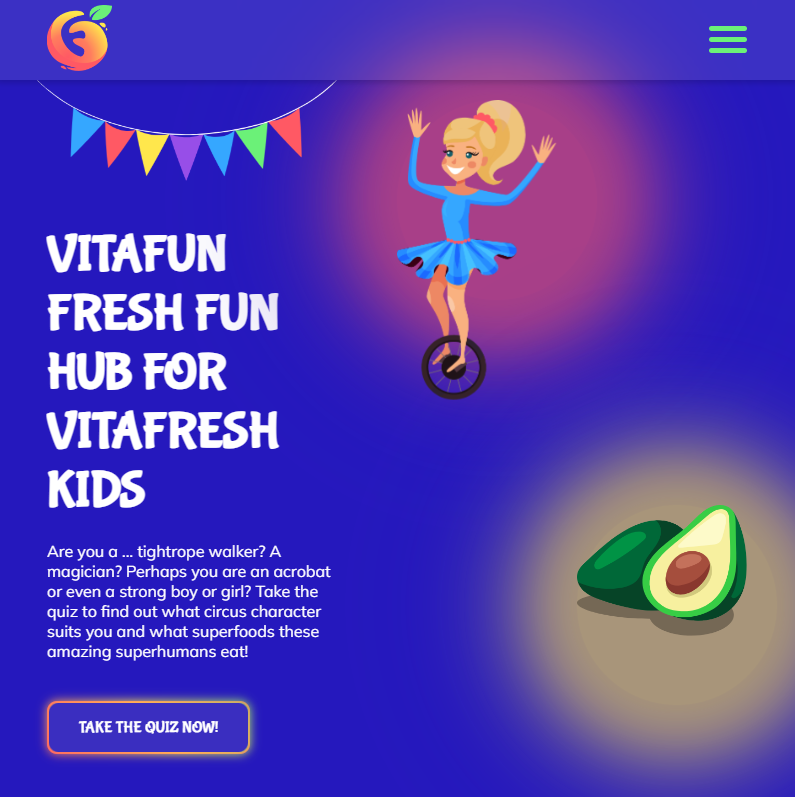 VITAFUN
FRESH FUN
HUB FOR
VITAFRESH
KIDS
Are you a ... tightrope walker? A
magician? Perhaps you are an acrobat
or even a strong boy or girl? Take the
quiz to find out what circus character
suits you and what superfoods these
amazing superhumans eat!
TAKE THE QUIZ NOW!